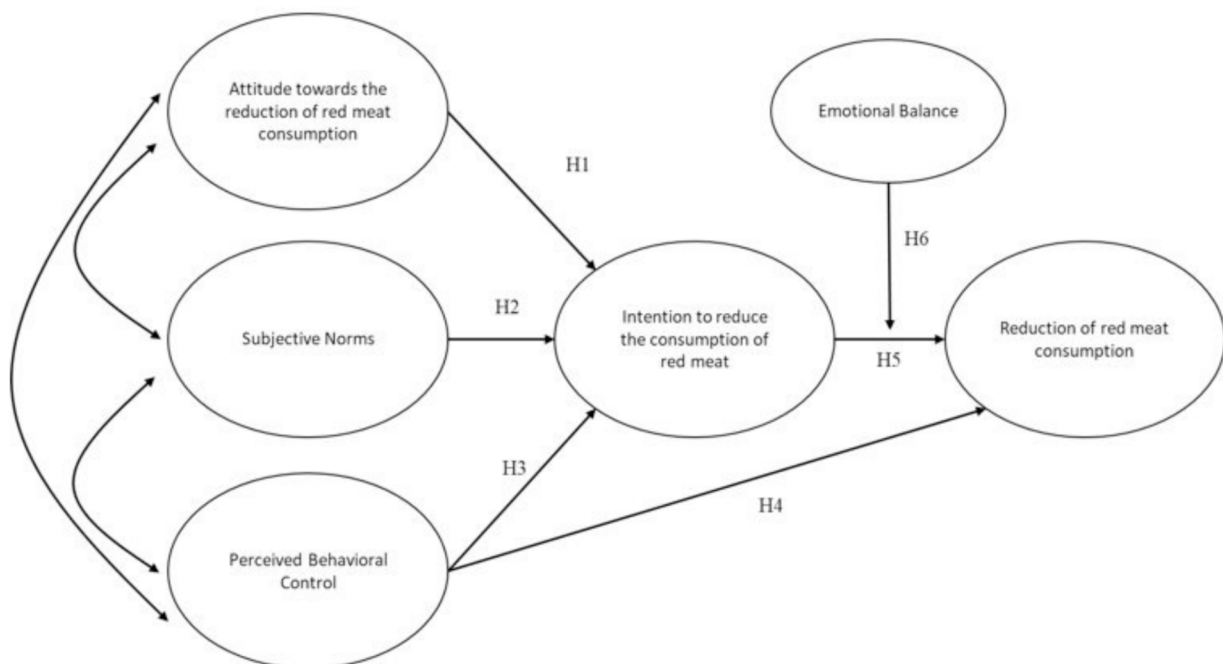 Attitude towards the
reduction of red meat
consumption
Emotional Balance
H1
H6
Subjective Norms
H2
Intention to reduce
the consumption of
red meat
H5
Reduction of red meat
consumption
H3
H4
Perceived Behavioral
Control